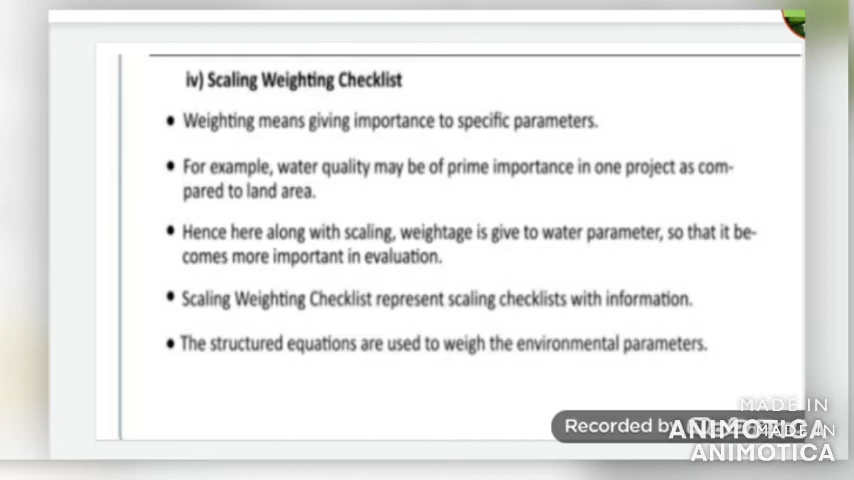 iv) Scaling Weighting Checklist
• Weighting means giving importance to specific parameters.
• For example, water quality may be of prime importance in one project as com-
pared to land area.
• Hence here along with scaling, weightage is give to water parameter, so that it be-
comes more important in evaluation.
• Scaling Weighting Checklist represent scaling checklists with information.
• The structured equations are used to weigh the environmental parameters.
MADE IN
Recorded by
ANIMOTICA
MADE IN
ANIMOTICA